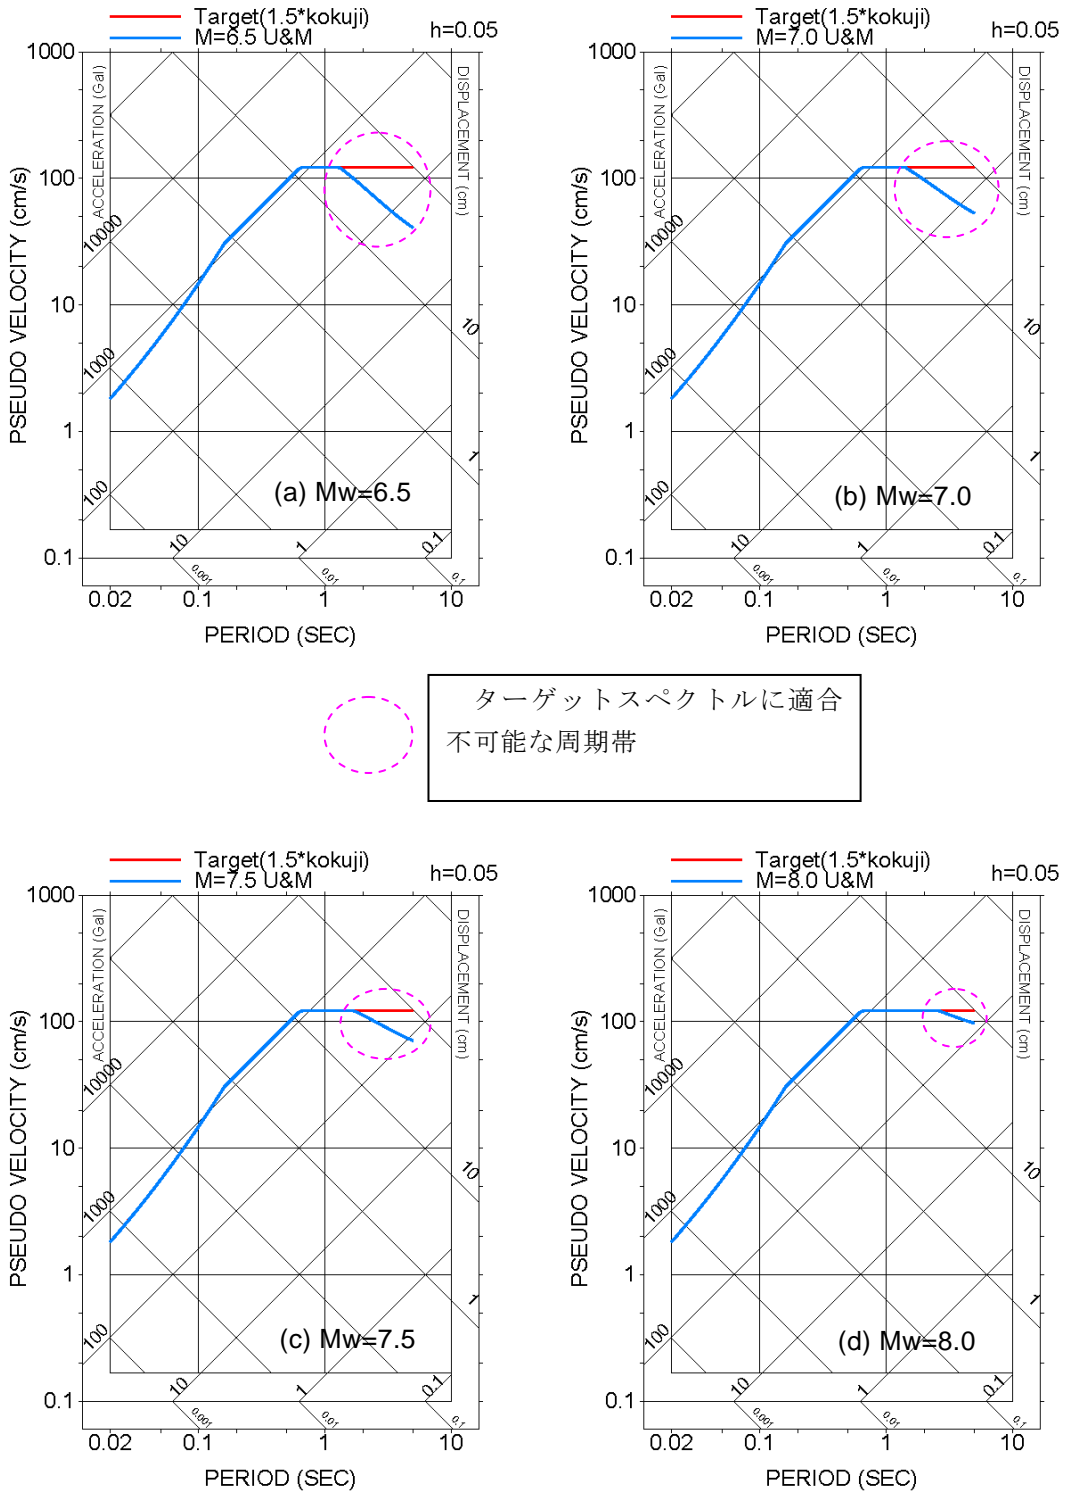 Target(1.5*kokuji)
M=6.5 U&M
h=0.05
1000
100
10
1
0.1
PSEUDO VELOCITY (cm/s)
ACCELERATION (Gal)
DISPLACEMENT (cm)
10000
1000
100
10
1
0.1
10
1
0.001
0.01
0.1
(a) Mw=6.5
0.02
0.1
1
10
PERIOD (SEC)
Target(1.5*kokuji)
M=7.0 U&M
h=0.05
1000
100
10
1
0.1
PSEUDO VELOCITY (cm/s)
ACCELERATION (Gal)
DISPLACEMENT (cm)
10000
1000
100
10
1
0.1
10
1
0.001
0.01
0.1
(b) Mw=7.0
0.02
0.1
1
10
PERIOD (SEC)
ターゲットスペクトルに適合
不可能な周期帯
Target(1.5*kokuji)
M=7.5 U&M
h=0.05
1000
100
10
1
0.1
PSEUDO VELOCITY (cm/s)
ACCELERATION (Gal)
DISPLACEMENT (cm)
10000
1000
100
10
1
0.1
10
1
0.001
0.01
0.1
(c) Mw=7.5
0.02
0.1
1
10
PERIOD (SEC)
Target(1.5*kokuji)
M=8.0 U&M
h=0.05
1000
100
10
1
0.1
PSEUDO VELOCITY (cm/s)
ACCELERATION (Gal)
DISPLACEMENT (cm)
10000
1000
100
10
1
0.1
10
1
0.001
0.01
0.1
(d) Mw=8.0
0.02
0.1
1
10
PERIOD (SEC)